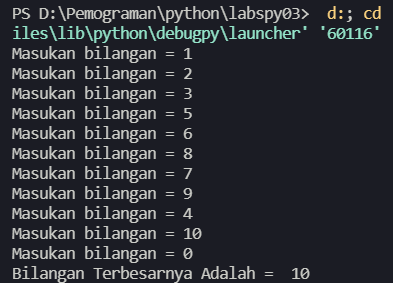 PS D:\Pemograman\python\labspy03>  d:; cd
iles\lib\python\debugpy\launcher' '60116'
Masukan bilangan = 1
Masukan bilangan = 2
Masukan bilangan = 3
Masukan bilangan = 5
Masukan bilangan = 6
Masukan bilangan = 8
Masukan bilangan = 7
Masukan bilangan = 9
Masukan bilangan = 4
Masukan bilangan = 10
Masukan bilangan = 0
Bilangan Terbesarnya Adalah =  10